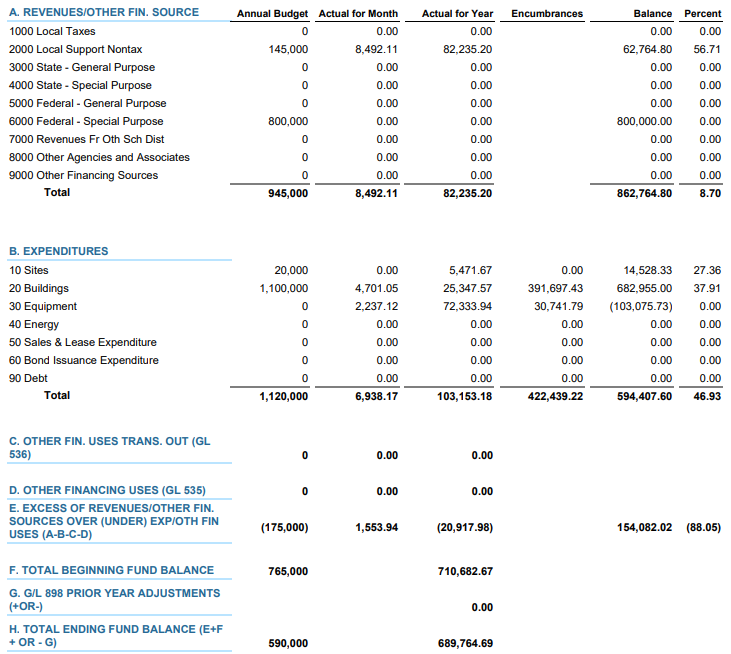 A. REVENUES/OTHER FIN. SOURCE Annual Budget Actual for Month Actual for Year Encumbrances Balance Percent
1000 Local Taxes 0 0.00 0.00 0.00 0.00
2000 Local Support Nontax 145,000 8,492.11 82,235.20 62,764.80 56.71
3000 State - General Purpose 0 0.00 0.00 0.00 0.00
4000 State - Special Purpose 0 0.00 0.00 0.00 0.00
5000 Federal - General Purpose 0 0.00 0.00 0.00 0.00
6000 Federal - Special Purpose 800,000 0.00 0.00 800,000.00 0.00
7000 Revenues Fr Oth Sch Dist 0 0.00 0.00 0.00 0.00
8000 Other Agencies and Associates 0 0.00 0.00 0.00 0.00
9000 Other Financing Sources 0 0.00 0.00 0.00 0.00
Total 945,000 8,492.11 82,235.20 862,764.80 8.70
B. EXPENDITURES
10 Sites 20,000 0.00 5,471.67 0.00 14,528.33 27.36
20 Buildings 1,100,000 4,701.05 25,347.57 391,697.43 682,955.00 37.91
30 Equipment 0 2,237.12 72,333.94 30,741.79 (103,075.73) 0.00
40 Energy 0 0.00 0.00 0.00 0.00 0.00
50 Sales & Lease Expenditure 0 0.00 0.00 0.00 0.00 0.00
60 Bond Issuance Expenditure 0 0.00 0.00 0.00 0.00 0.00
90 Debt 0 0.00 0.00 0.00 0.00 0.00
Total 1,120,000 6,938.17 103,153.18 422,439.22 594,407.60 46.93
C. OTHER FIN. USES TRANS. OUT (GL
536) 0 0.00 0.00
D. OTHER FINANCING USES (GL 535) 0 0.00 0.00
E. EXCESS OF REVENUES/OTHER FIN.
SOURCES OVER (UNDER) EXP/OTH FIN
USES (A-B-C-D) (175,000) 1,553.94 (20,917.98) 154,082.02 (88.05)
F. TOTAL BEGINNING FUND BALANCE 765,000 710,682.67
G. G/L 898 PRIOR YEAR ADJUSTMENTS
(+OR-) 0.00
H. TOTAL ENDING FUND BALANCE (E+F
+ OR - G) 590,000 689,764.69